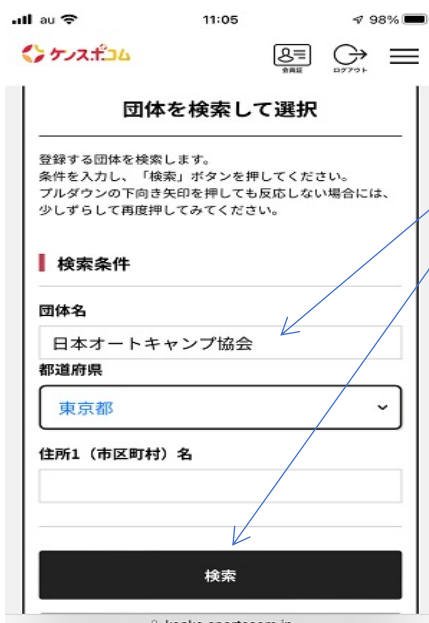 au 11:05 98%
ケンスポコム
会員証 ログアウト
団体を検索して選択
登録する団体を検索します。
条件を入力し、「検索」ボタンを押してください。
プルダウンの下向き矢印を押しても反応しない場合には、
少しずらして再度押してみてください。
検索条件
団体名
日本オートキャンプ協会
都道府県
東京都
住所1（市区町村）名
検索